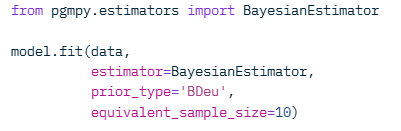 from pgmpy.estimators import BayesianEstimator
model.fit(data,
          estimator=BayesianEstimator,
          prior_type='BDeu',
          equivalent_sample_size=10)